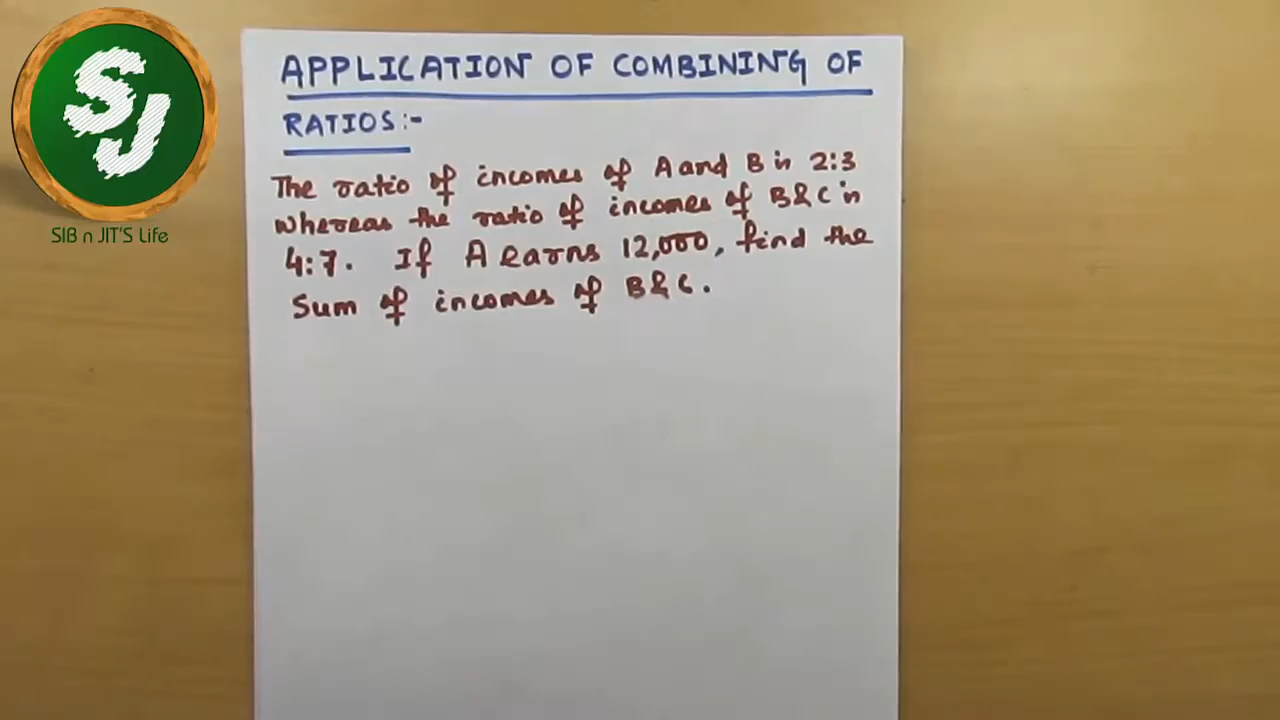 SJ
SIB n JIT'S Life
APPLICATION OF COMBINING OF
RATIOS:-
The ratio of incomes of A and B is 2:3
whereas the ratio of incomes of B & C is
4:7. If A earns 12,000, find the
Sum of incomes of B & C.